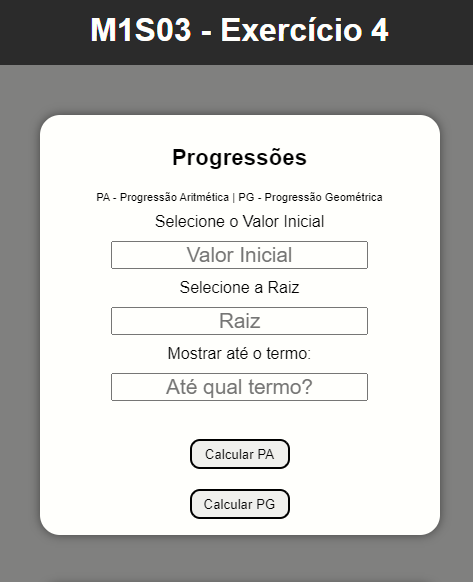 M1S03 - Exercício 4
Progressões
PA - Progressão Aritmética | PG - Progressão Geométrica
Selecione o Valor Inicial
Valor Inicial
Selecione a Raiz
Raiz
Mostrar até o termo:
Até qual termo?
Calcular PA
Calcular PG